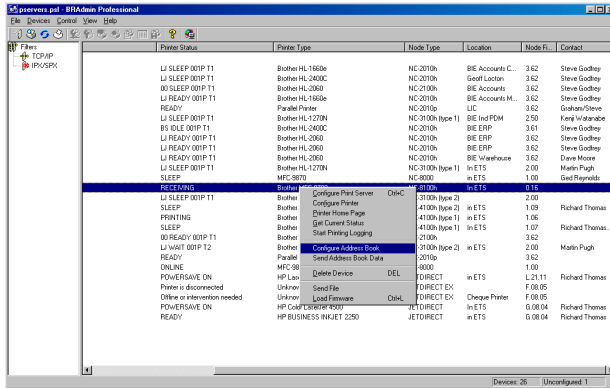 pservers.psl - BRAdmin Professional
File Devices Control View Help
Filters
TCP/IP
IPX/SPX
Printer Status Printer Type Node Type Location Node Fi... Contact
LJ SLEEP 001P T1 Brother HL-1660e NC-2010h BIE Accounts C... 3.62 Steve Godfrey
LJ SLEEP 001P T1 Brother HL-2400C NC-2010h Geoff Locton 3.62 Steve Godfrey
00 SLEEP 001P T1 Brother HL-2060 NC-2100h BIE Accounts 3.62 Steve Godfrey
LJ READY 001P T1 Brother HL-1660e NC-2010h BIE Accounts M... 3.62 Steve Godfrey
READY Parallel Printer NC-2010p LIC 3.62 Graham/Steve
LJ SLEEP 001P T1 Brother HL-1270N NC-3100h (type 1) BIE Ind PDM 2.50 Kenji Watanabe
BS IDLE 001P T1 Brother HL-2400C NC-2010h BIE ERP 3.61 Steve Godfrey
LJ READY 001P T1 Brother HL-2060 NC-2010h BIE ERP 3.62 Steve Godfrey
LJ READY 001P T1 Brother HL-2060 NC-2010h BIE ERP 3.62 Steve Godfrey
LJ READY 001P T1 Brother HL-2060 NC-2010h BIE Warehouse 3.62 Dave Moore
LJ SLEEP 001P T1 Brother HL-1270N NC-3100h (type 1) In ETS 2.00 Martin Pugh
SLEEP MFC-9870 NC-8000 in ETS 1.00 Ged Reynolds
RECEIVING Brother NC-8100h In ETS 0.16
LJ SLEEP 001P T1 Brother -3100h (type 2) 2.00
SLEEP Brother -4100h (type 2) in ETS 1.09 Richard Thomas
PRINTING Brother -4100h (type 1) in ETS 1.06
SLEEP Brother -4100h (type 1) In ETS 1.07 Richard Thomas..
00 READY 001P T1 Brother -2100h 3.62
LJ WAIT 001P T2 Brother -3100h (type 2) in ETS 2.00 Martin Pugh
READY Parallel -2010p 3.62
ONLINE MFC-98 -8000 1.00
POWERSAVE ON HP Lase JETDIRECT in ETS L.21.11 Richard Thomas
Printer is disconnected Unknow JETDIRECT EX F.08.05
Offline or intervention needed Unknow JETDIRECT EX Cheque Printer F.08.05
POWERSAVE ON HP Color LaserJet 4500 JETDIRECT In ETS G.08.04 Richard Thomas
READY HP BUSINESS INKJET 2250 JETDIRECT in ETS G.08.04 Richard Thomas
Configure Print Server Ctrl+C
Configure Printer
Printer Home Page
Get Current Status
Start Printing Logging
Configure Address Book
Send Address Book Data
Delete Device DEL
Send File
Load Firmware Ctrl+L
Devices: 26 Unconfigured: 1